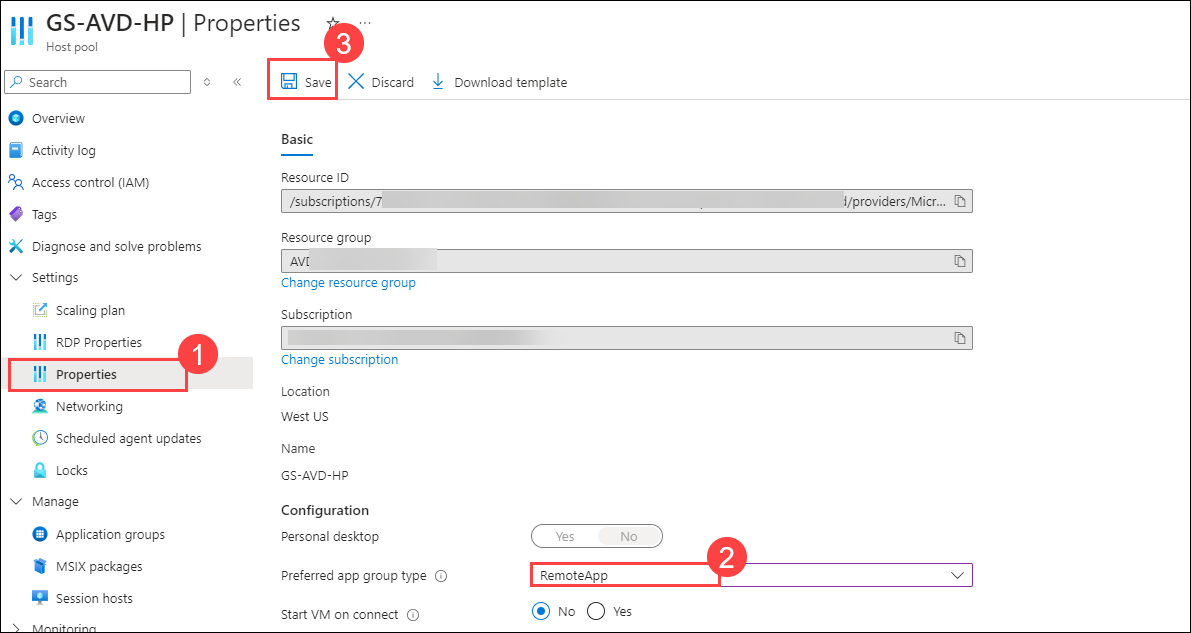 GS-AVD-HP | Properties ☆ ...
Host pool
3
Search
«
Save Discard Download template
Overview
Activity log
Access control (IAM)
Tags
Diagnose and solve problems
Settings
Scaling plan
RDP Properties
1
Properties
Networking
Scheduled agent updates
Locks
Manage
Application groups
MSIX packages
Session hosts
Monitoring
Basic
Resource ID
/subscriptions/7 d/providers/Micr...
Resource group
AVD
Change resource group
Subscription
Change subscription
Location
West US
Name
GS-AVD-HP
Configuration
Personal desktop Yes No
2
Preferred app group type RemoteApp
Start VM on connect No Yes